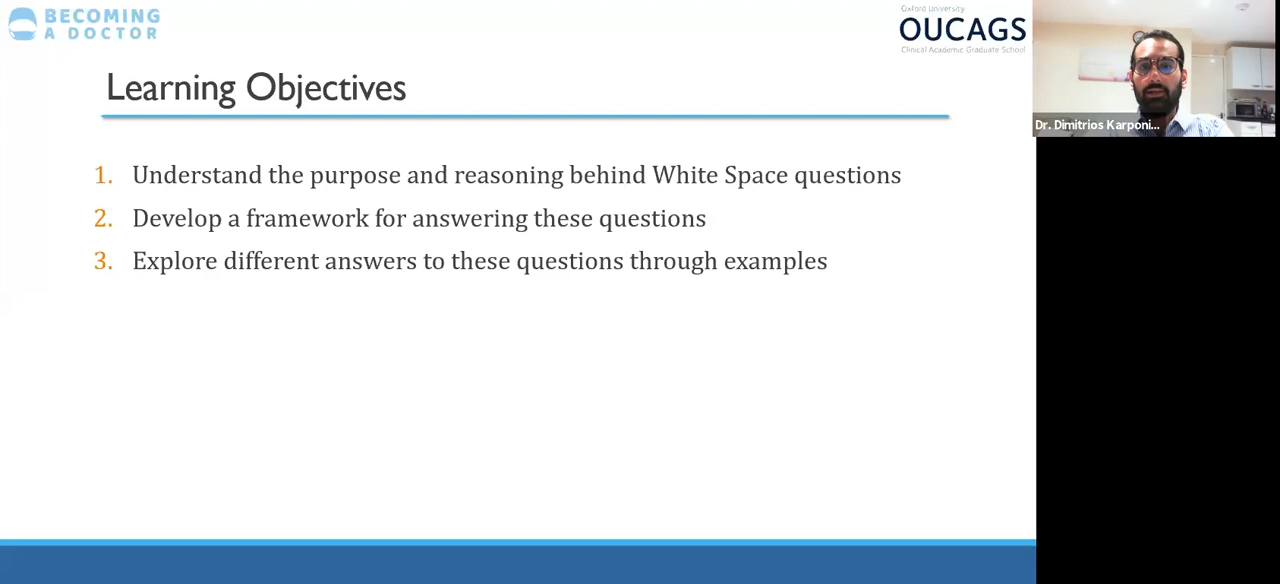 BECOMING
A DOCTOR
Oxford University
OUCAGS
Clinical Academic Graduate School
Dr. Dimitrios Karponi...
Learning Objectives
1. Understand the purpose and reasoning behind White Space questions
2. Develop a framework for answering these questions
3. Explore different answers to these questions through examples